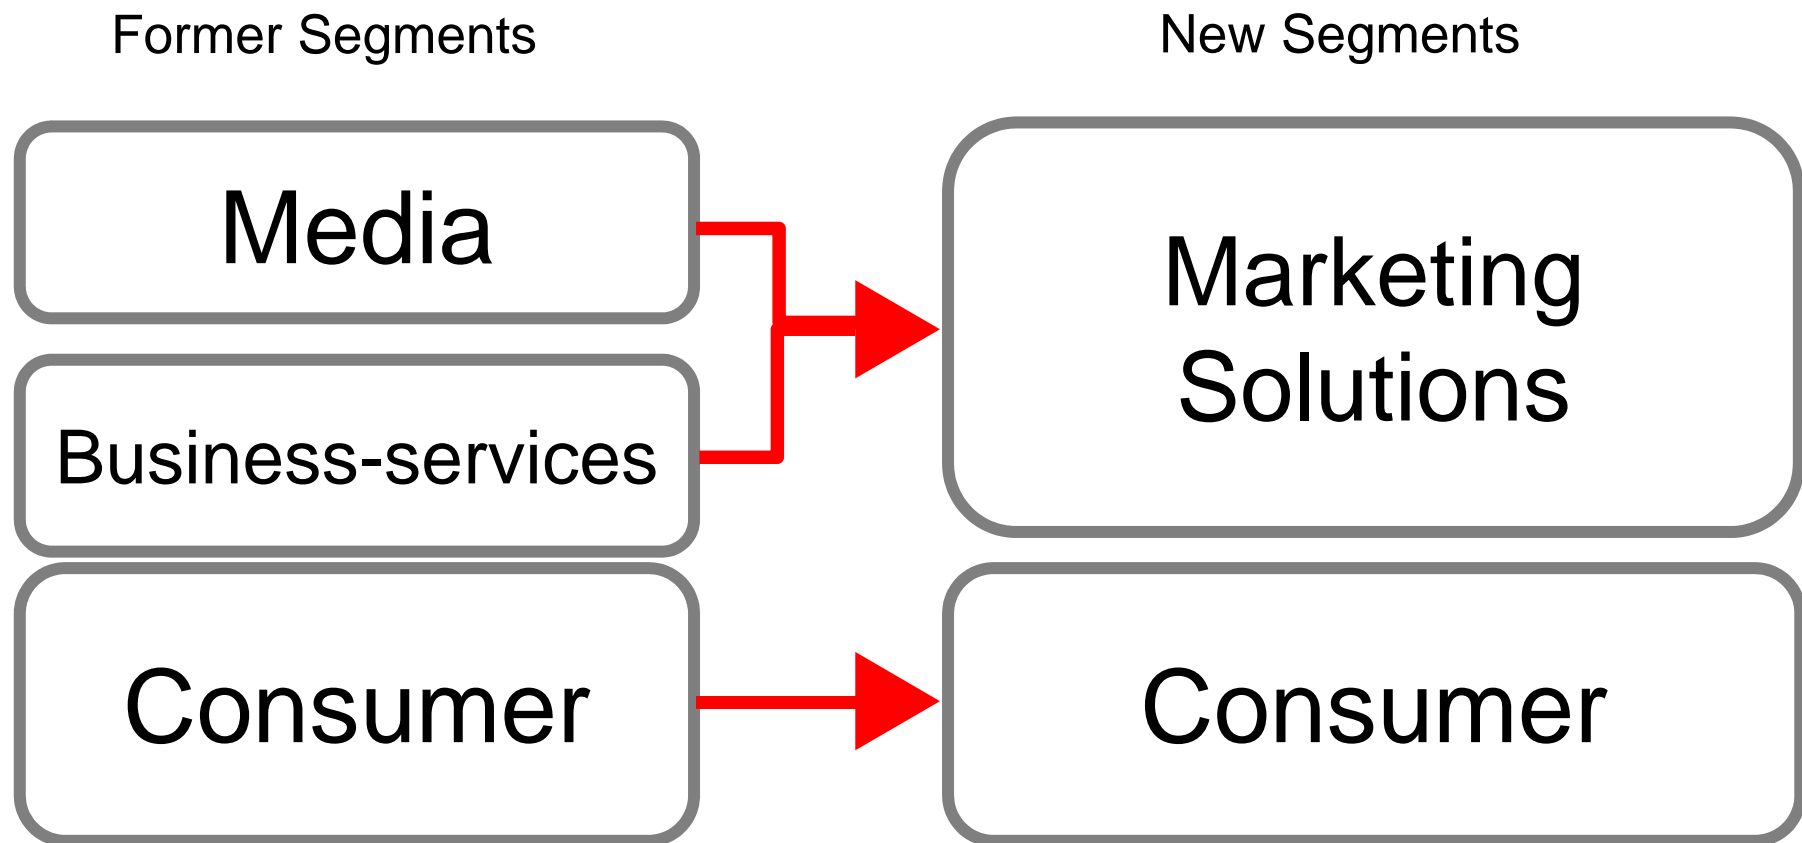 Former Segments
New Segments
Media
Business-services
Consumer
Marketing
Solutions
Consumer